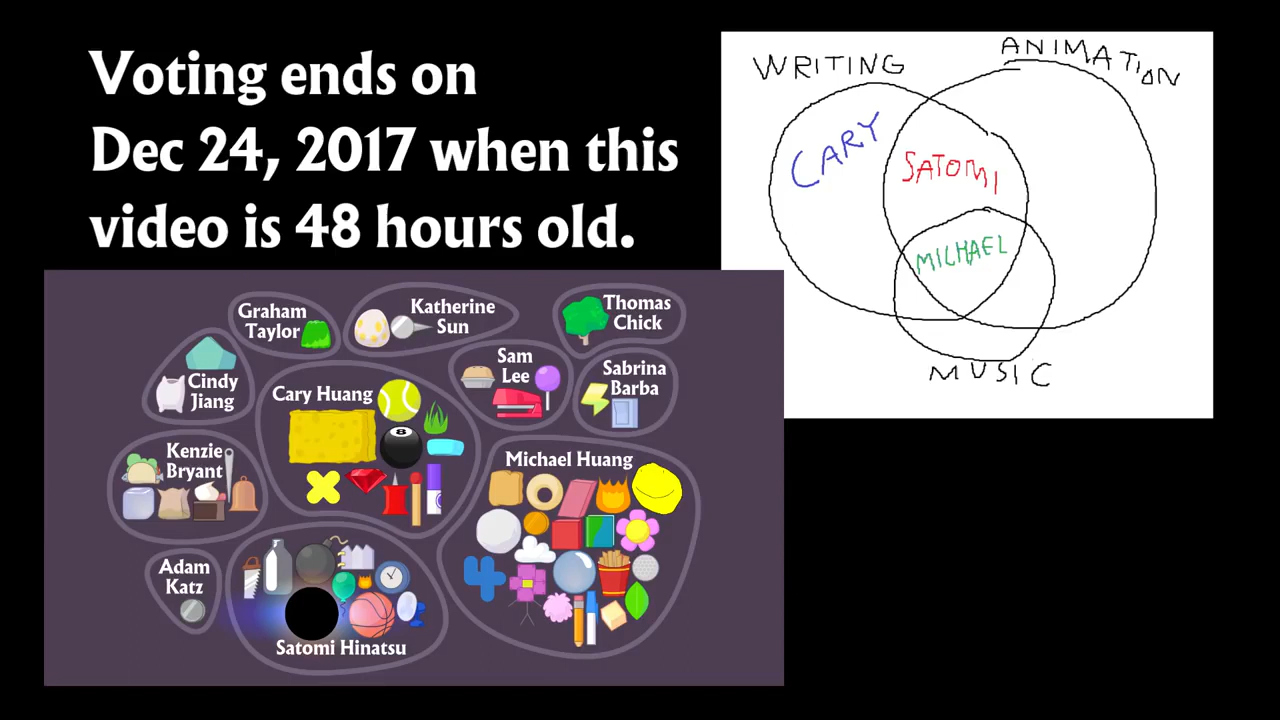 Voting ends on
Dec 24, 2017 when this
video is 48 hours old.
WRITING
ANIMATION
CARY
SATOMI
MICHAEL
MUSIC
Graham
Taylor
Katherine
Sun
Thomas
Chick
Cindy
Jiang
Cary Huang
8
Sam
Lee
Sabrina
Barba
Kenzie
Bryant
Michael Huang
Adam
Katz
Satomi Hinatsu